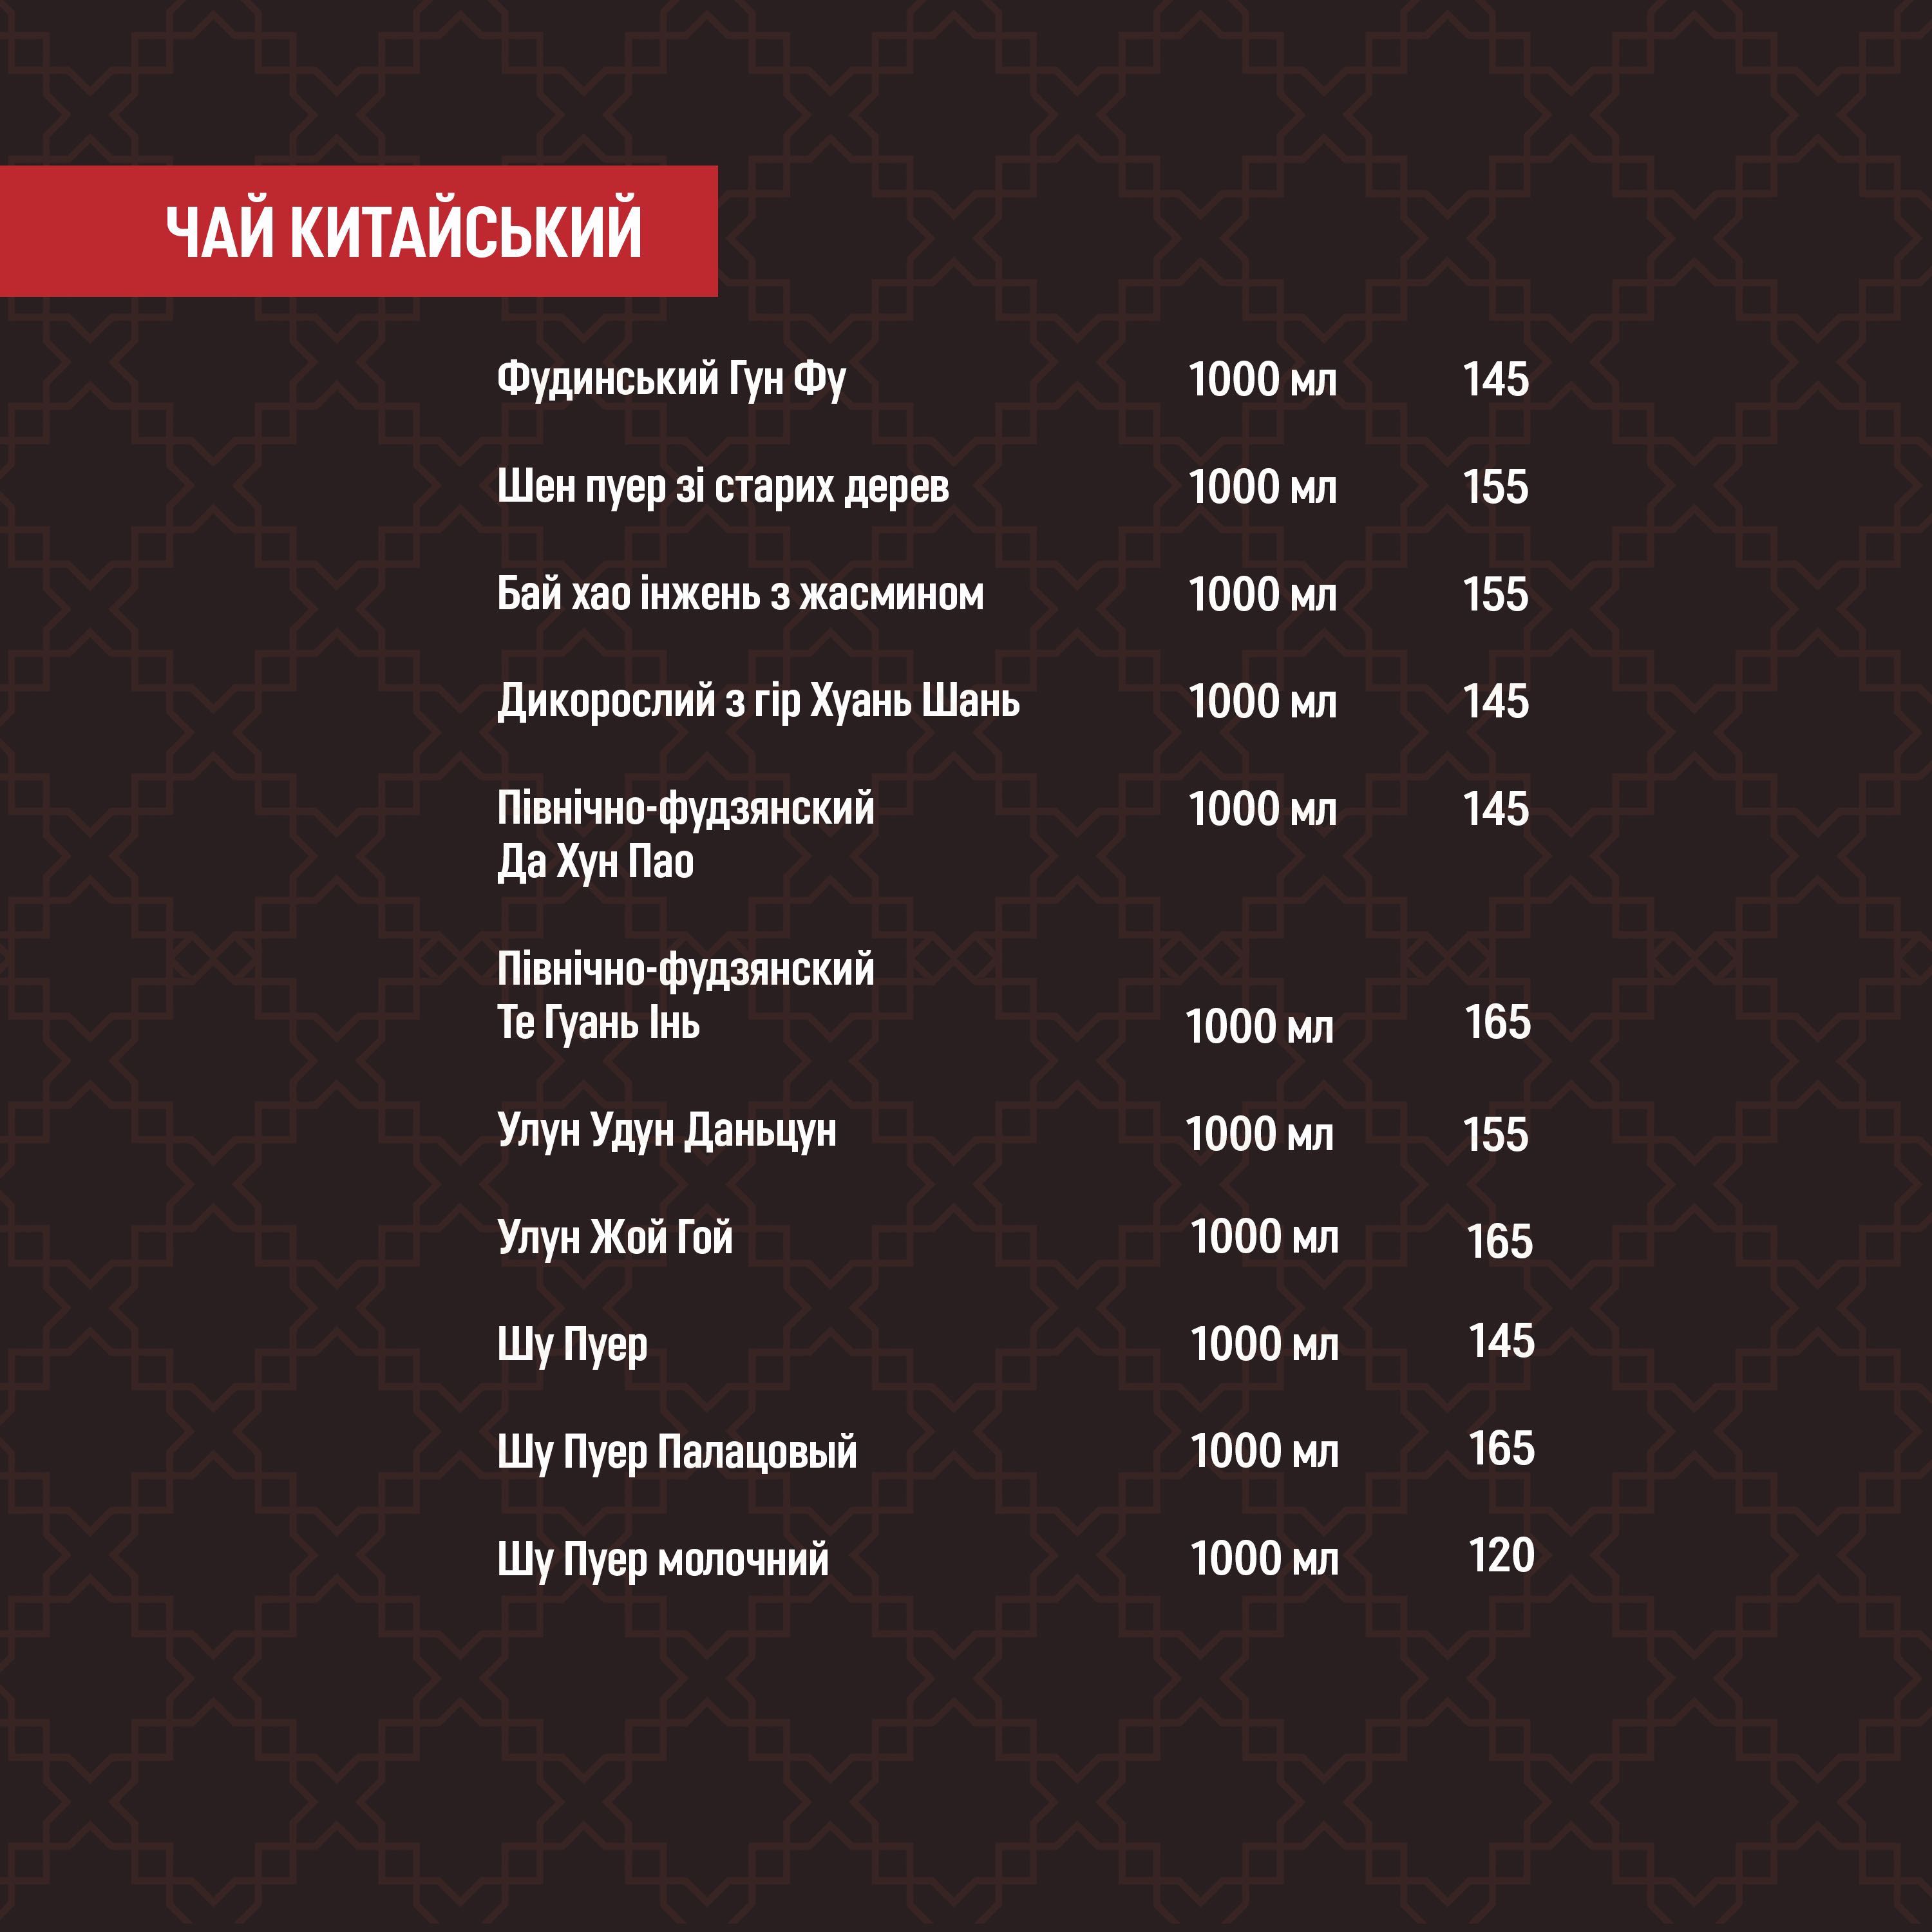 ЧАЙ КИТАЙСЬКИЙ
Фудинський Гун Фу 1000 мл 145
Шен пуер зі старих дерев 1000 мл 155
Бай хао інжень з жасмином 1000 мл 155
Дикорослий з гір Хуань Шань 1000 мл 145
Північно-фудзянский 1000 мл 145
Да Хун Пао
Північно-фудзянский
Те Гуань Інь 1000 мл 165
Улун Удун Даньцун 1000 мл 155
Улун Жой Гой 1000 мл 165
Шу Пуер 1000 мл 145
Шу Пуер Палацовый 1000 мл 165
Шу Пуер молочний 1000 мл 120